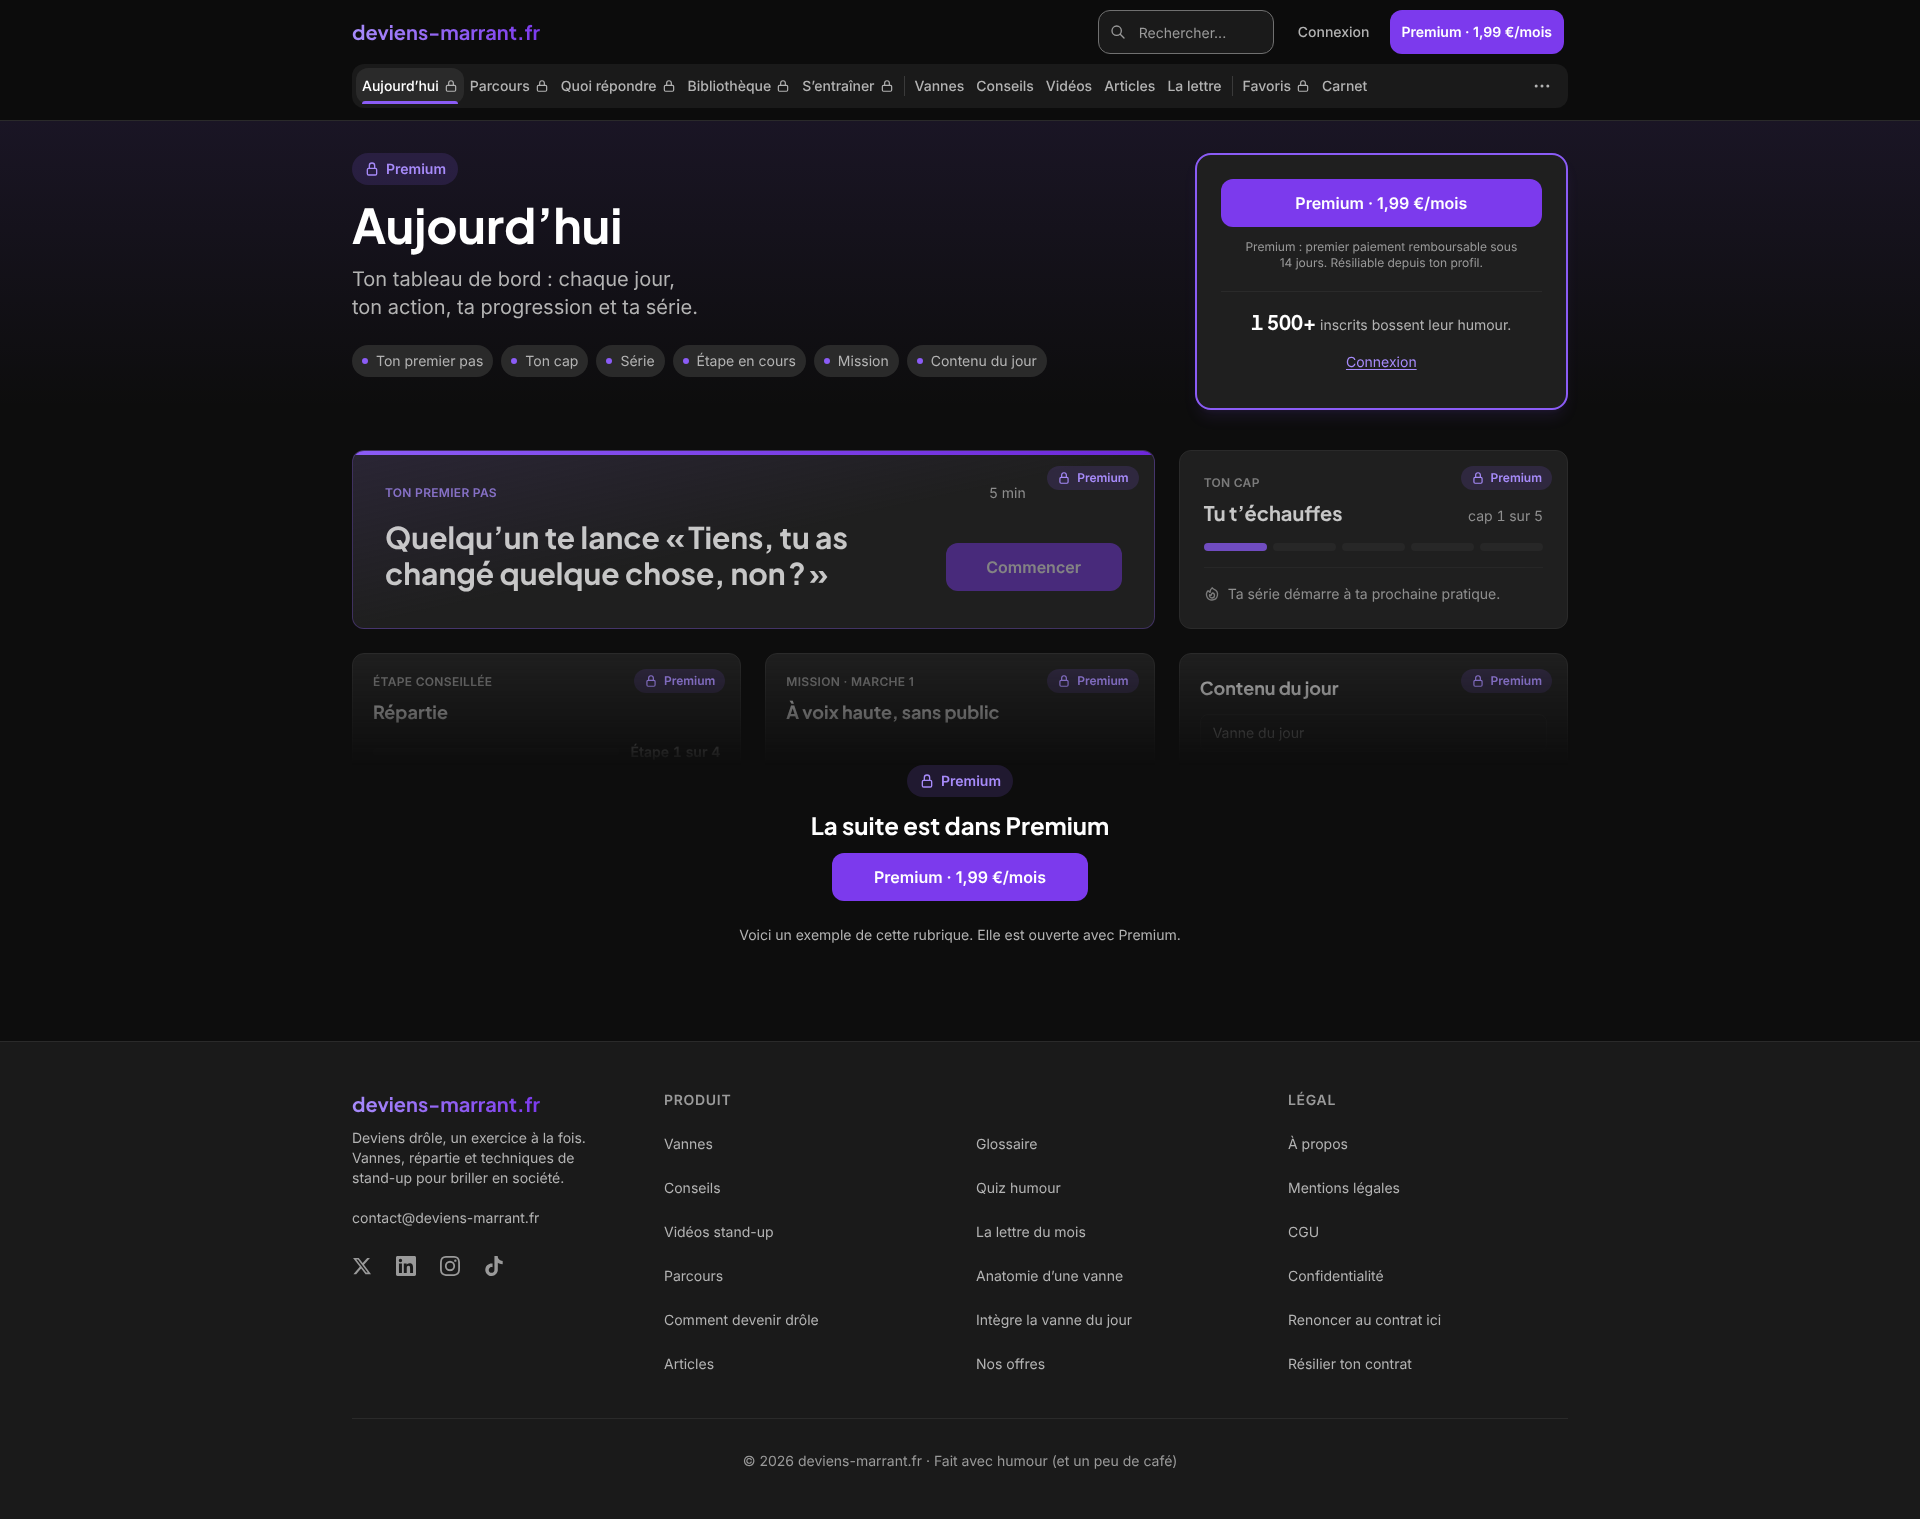 deviens-marrant.fr
Rechercher...
Connexion
Premium · 1,99 €/mois
Aujourd’hui
Parcours
Quoi répondre
Bibliothèque
S’entraîner
Vannes
Conseils
Vidéos
Articles
La lettre
Favoris
Carnet
Premium
Aujourd’hui
Ton tableau de bord : chaque jour,
ton action, ta progression et ta série.
Ton premier pas
Ton cap
Série
Étape en cours
Mission
Contenu du jour
Premium · 1,99 €/mois
Premium : premier paiement remboursable sous
14 jours. Résiliable depuis ton profil.
1 500+ inscrits bossent leur humour.
Connexion
TON PREMIER PAS
5 min
Premium
Quelqu’un te lance « Tiens, tu as
changé quelque chose, non ? »
Commencer
TON CAP
Premium
Tu t’échauffes
cap 1 sur 5
Ta série démarre à ta prochaine pratique.
ÉTAPE CONSEILLÉE
Premium
Répartie
Étape 1 sur 4
MISSION · MARCHE 1
Premium
À voix haute, sans public
Contenu du jour
Premium
Vanne du jour
Premium
La suite est dans Premium
Premium · 1,99 €/mois
Voici un exemple de cette rubrique. Elle est ouverte avec Premium.
deviens-marrant.fr
Deviens drôle, un exercice à la fois.
Vannes, répartie et techniques de
stand-up pour briller en société.
contact@deviens-marrant.fr
PRODUIT
Vannes
Conseils
Vidéos stand-up
Parcours
Comment devenir drôle
Articles
Glossaire
Quiz humour
La lettre du mois
Anatomie d’une vanne
Intègre la vanne du jour
Nos offres
LÉGAL
À propos
Mentions légales
CGU
Confidentialité
Renoncer au contrat ici
Résilier ton contrat
© 2026 deviens-marrant.fr · Fait avec humour (et un peu de café)